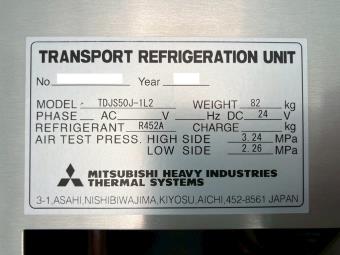 TRANSPORT REFRIGERATION UNIT
No. Year
MODEL TDJS50J-1L2 WEIGHT 82 kg
PHASE AC V Hz DC 24 V
REFRIGERANT R452A CHARGE kg
AIR TEST PRESS. HIGH SIDE 3.24 MPa
LOW SIDE 2.26 MPa
MITSUBISHI HEAVY INDUSTRIES
THERMAL SYSTEMS
3-1,ASAHI,NISHIBIWAJIMA,KIYOSU,AICHI,452-8561 JAPAN